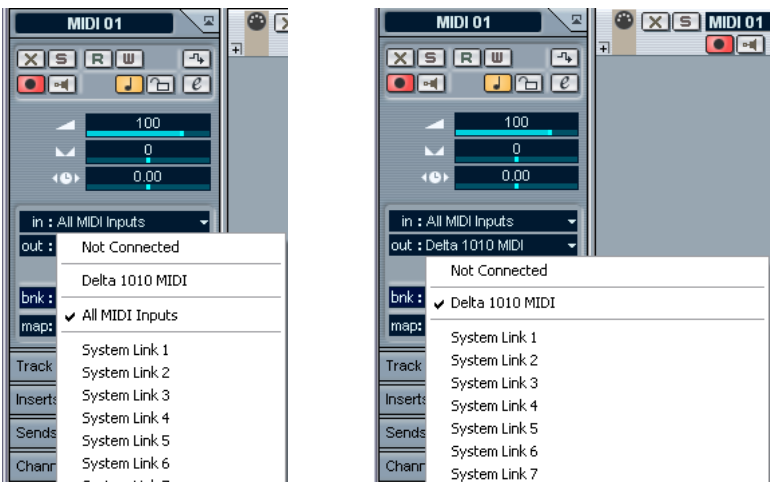 MIDI 01
X S R W
e
100
0
0.00
in : All MIDI Inputs
out :
Not Connected
Delta 1010 MIDI
bnk :
✓ All MIDI Inputs
map:
System Link 1
Track
System Link 2
Inserts
System Link 3
System Link 4
Sends
System Link 5
Chann
System Link 6
X
MIDI 01
X S MIDI 01
X S R W
e
100
0
0.00
in : All MIDI Inputs
out : Delta 1010 MIDI
Not Connected
bnk :
✓ Delta 1010 MIDI
map:
System Link 1
Track
System Link 2
System Link 3
Inserts
System Link 4
Sends
System Link 5
System Link 6
Chann
System Link 7